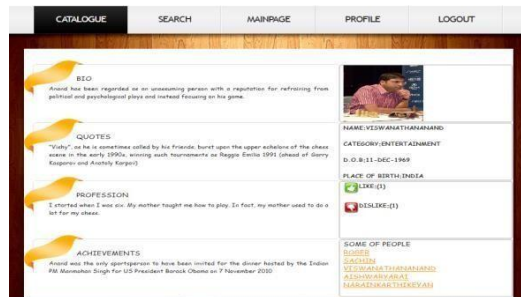 CATALOGUE SEARCH MAINPAGE PROFILE LOGOUT
BIO
Anand has been regarded as an unassuming person with a reputation for refraining from
political and psychological ploys and instead focusing on his game.
NAME:VISWANATHANANAND
CATEGORY:ENTERTAINMENT
D.O.B:11-DEC-1969
PLACE OF BIRTH:INDIA
QUOTES
"Vishy", as he is sometimes called by his friends, burst upon the upper echelons of the chess
scene in the early 1990s, winning such tournaments as Reggio Emilia 1991 (ahead of Garry
Kasparov and Anatoly Karpov)
PROFESSION
I started when I was six. My mother taught me how to play. In fact, my mother used to do a
lot for my chess.
LIKE:(1)
DISLIKE:(1)
ACHIEVEMENTS
Anand was the only sportsperson to have been invited for the dinner hosted by the Indian
PM Manmohan Singh for US President Barack Obama on 7 November 2010
SOME OF PEOPLE
ROGER
SACHIN
VISWANATHANANAND
AISHWARYARAI
NARAINKARTHIKEYAN